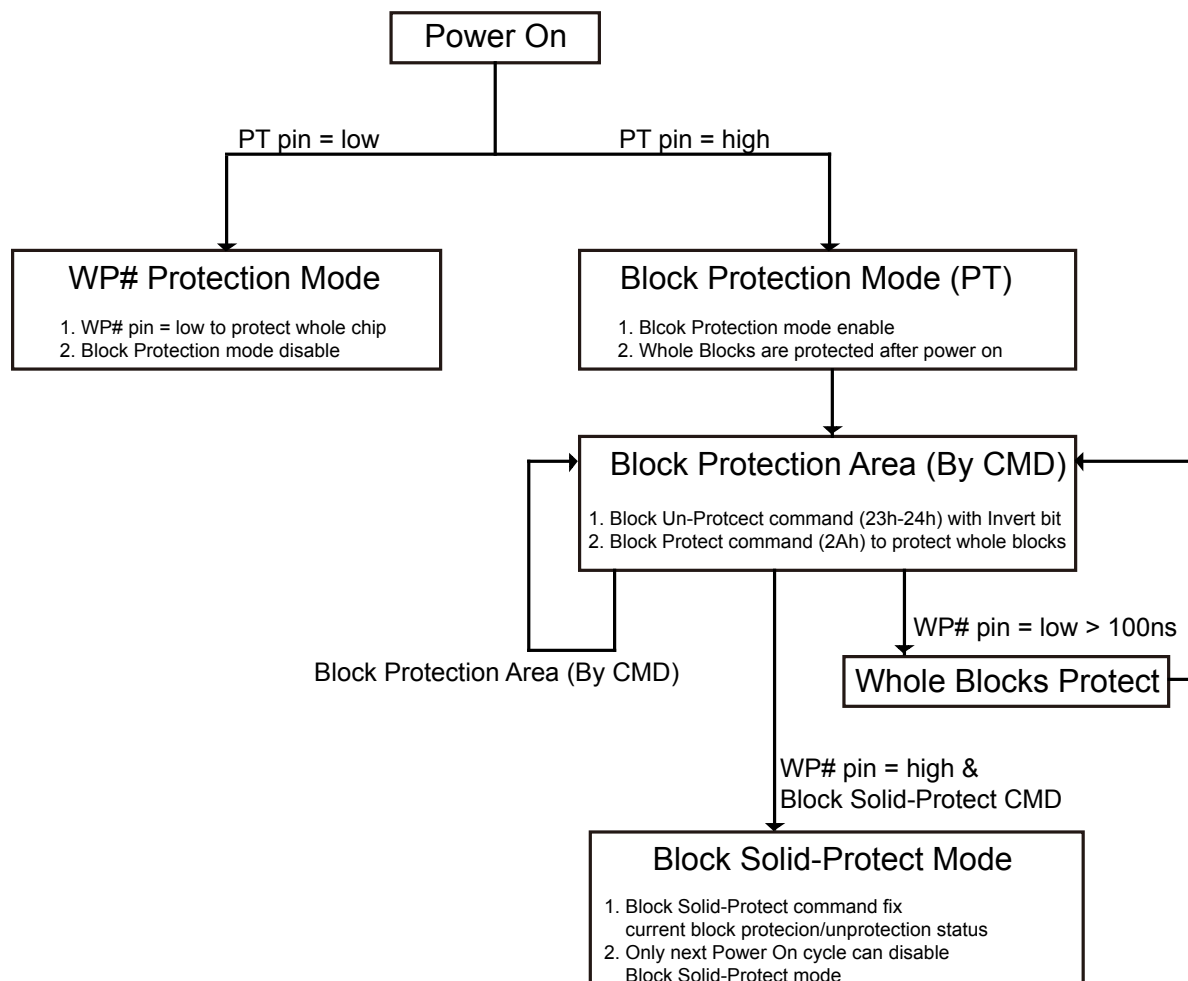 Power On
PT pin = low
PT pin = high
WP# Protection Mode
1. WP# pin = low to protect whole chip
2. Block Protection mode disable
Block Protection Mode (PT)
1. Blcok Protection mode enable
2. Whole Blocks are protected after power on
Block Protection Area (By CMD)
1. Block Un-Protcect command (23h-24h) with Invert bit
2. Block Protect command (2Ah) to protect whole blocks
WP# pin = low > 100ns
Block Protection Area (By CMD)
Whole Blocks Protect
WP# pin = high &
Block Solid-Protect CMD
Block Solid-Protect Mode
1. Block Solid-Protect command fix
current block protecion/unprotection status
2. Only next Power On cycle can disable
Block Solid-Protect mode